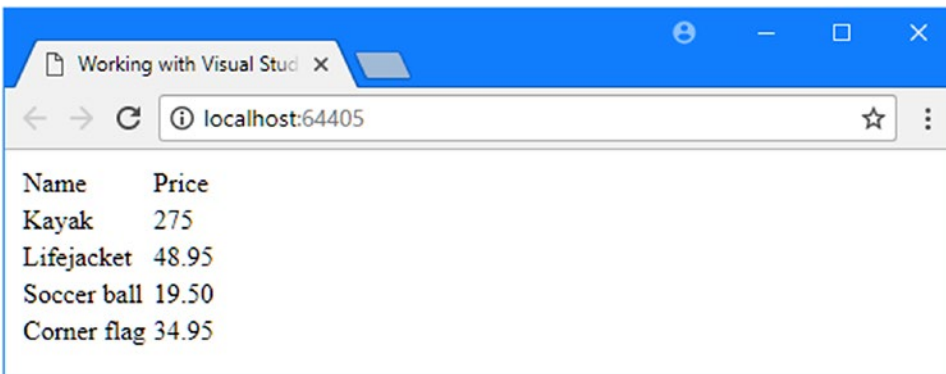 Working with Visual Stud
localhost:64405
Name Price
Kayak 275
Lifejacket 48.95
Soccer ball 19.50
Corner flag 34.95